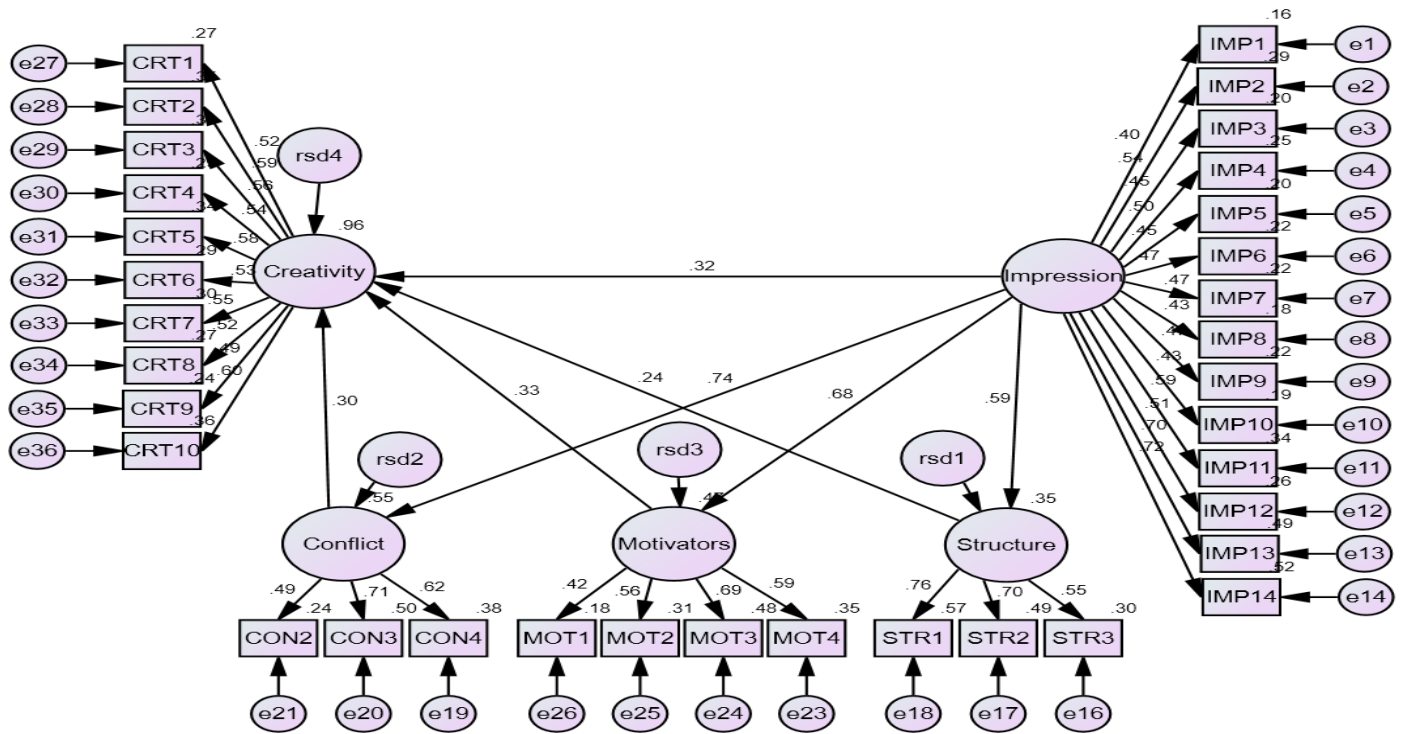 .27
e27 CRT1
e28 CRT2
e29 CRT3
e30 CRT4
.34
e31 CRT5
.29
e32 CRT6
.30
e33 CRT7
.27
e34 CRT8
.24
e35 CRT9
.36
e36 CRT10
.52
.59
.56
.54
.58
.53
.55
.52
.49
.60
rsd4
.96
Creativity
.32
Impression
.16
IMP1 e1
.29
IMP2 e2
.20
IMP3 e3
.25
IMP4 e4
.20
IMP5 e5
.22
IMP6 e6
.22
IMP7 e7
.18
IMP8 e8
.22
IMP9 e9
.19
IMP10 e10
.34
IMP11 e11
.26
IMP12 e12
.49
IMP13 e13
.52
IMP14 e14
.40
.54
.45
.50
.45
.47
.47
.43
.43
.59
.51
.70
.72
.30
.33
.24
.74
.68
.59
rsd2
rsd3
rsd1
.55
.35
Conflict
Motivators
Structure
.49 .71 .62
.24 .50 .38
CON2 CON3 CON4
e21 e20 e19
.42 .56 .69 .59
.18 .31 .48 .35
MOT1 MOT2 MOT3 MOT4
e26 e25 e24 e23
.76 .70 .55
.57 .49 .30
STR1 STR2 STR3
e18 e17 e16